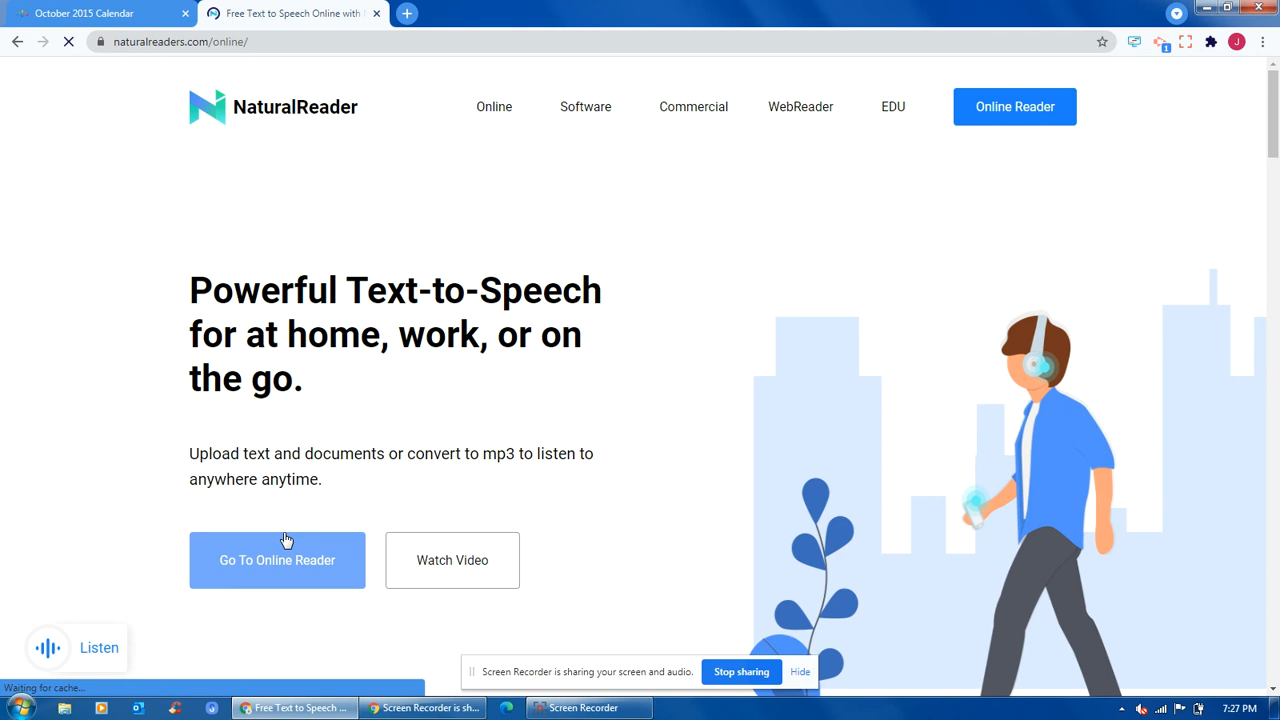 October 2015 Calendar
Free Text to Speech Online with
naturalreaders.com/online/
1
J
NaturalReader
Online
Software
Commercial
WebReader
EDU
Online Reader
Powerful Text-to-Speech
for at home, work, or on
the go.
Upload text and documents or convert to mp3 to listen to
anywhere anytime.
Go To Online Reader
Watch Video
Listen
Screen Recorder is sharing your screen and audio.
Stop sharing
Hide
Waiting for cache...
Free Text to Speech ...
Screen Recorder is sh...
Screen Recorder
7:27 PM